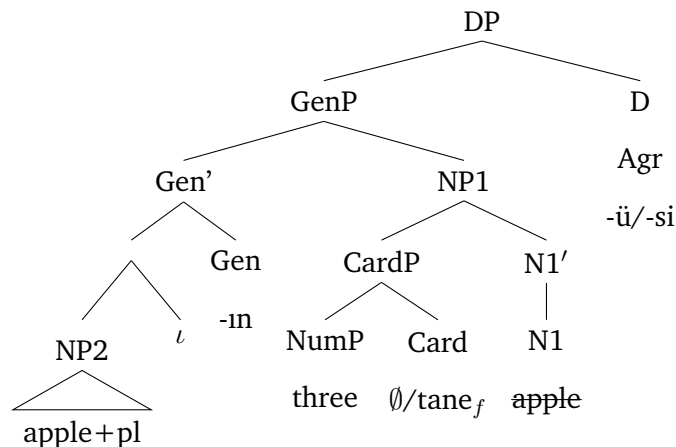 DP
GenP D
Agr
Gen’ NP1
-ü/-si
Gen CardP N1′
-ın
NP2 ι NumP Card N1
three ∅/tane_f apple
apple+pl